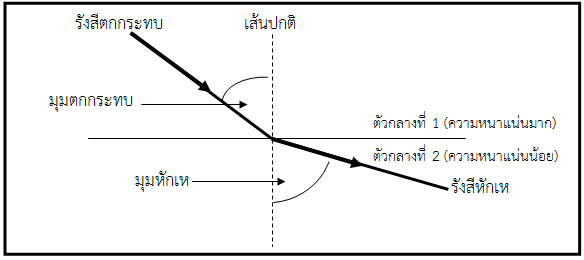 รังสีตกกระทบ
เส้นปกติ
มุมตกกระทบ
ตัวกลางที่ 1 (ความหนาแน่นมาก)
ตัวกลางที่ 2 (ความหนาแน่นน้อย)
มุมหักเห
รังสีหักเห